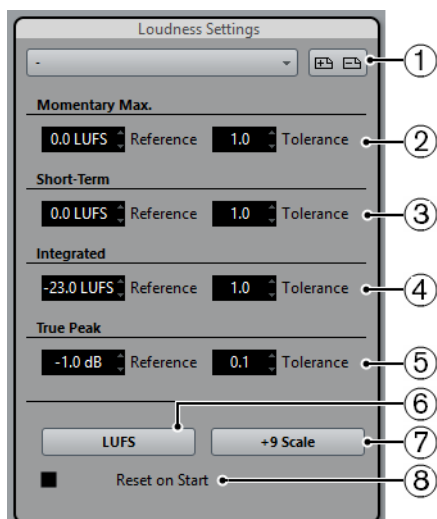 Loudness Settings
-
1
Momentary Max.
0.0 LUFS Reference 1.0 Tolerance 2
Short-Term
0.0 LUFS Reference 1.0 Tolerance 3
Integrated
-23.0 LUFS Reference 1.0 Tolerance 4
True Peak
-1.0 dB Reference 0.1 Tolerance 5
6
LUFS +9 Scale 7
Reset on Start 8